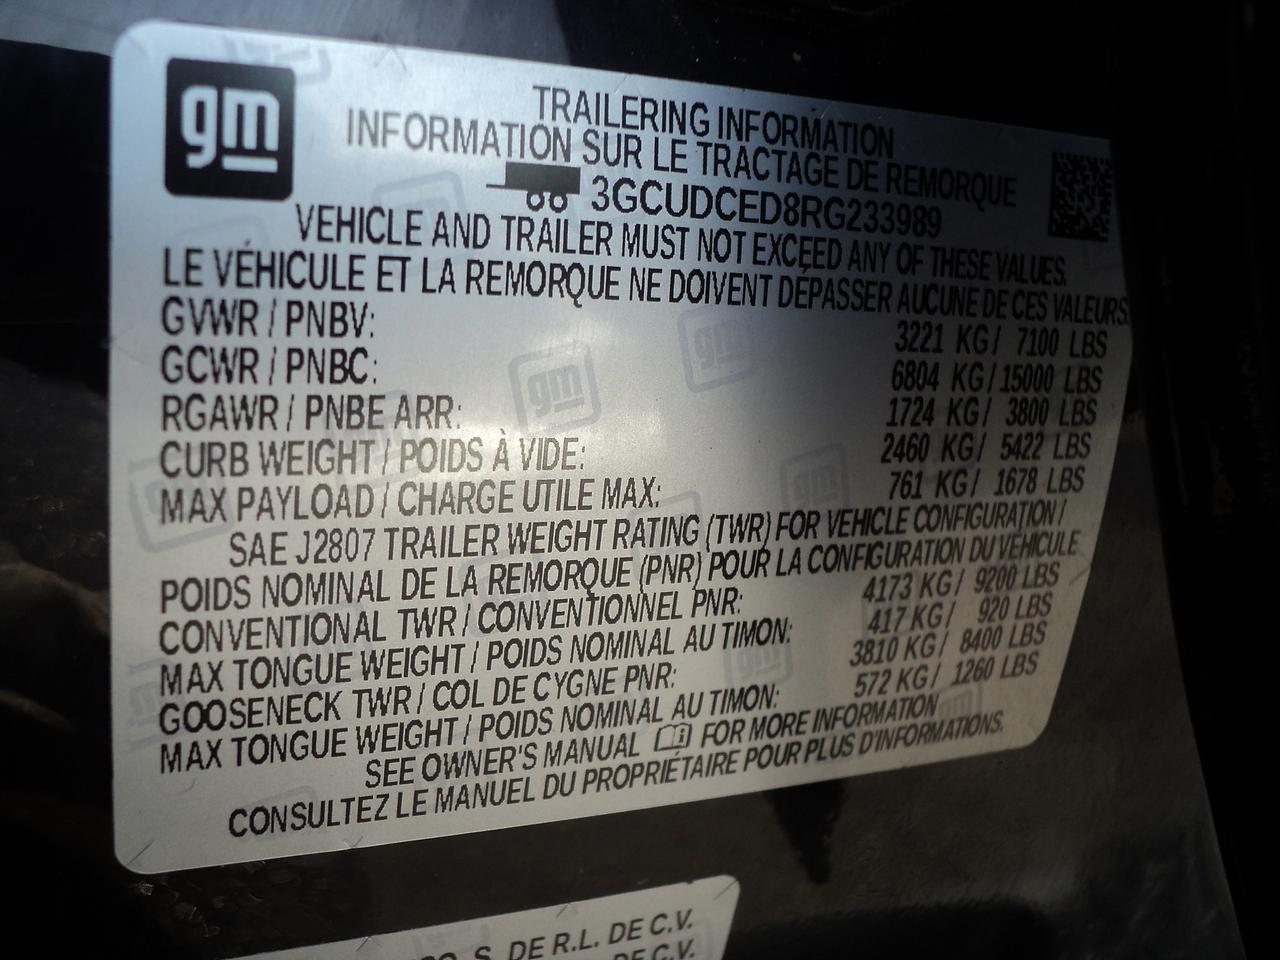 gm
TRAILERING INFORMATION
INFORMATION SUR LE TRACTAGE DE REMORQUE
3GCUDCED8RG233989
VEHICLE AND TRAILER MUST NOT EXCEED ANY OF THESE VALUES.
LE VÉHICULE ET LA REMORQUE NE DOIVENT DÉPASSER AUCUNE DE CES VALEURS.
GVWR / PNBV: 3221 KG / 7100 LBS
GCWR / PNBC: 6804 KG / 15000 LBS
RGAWR / PNBE ARR: 1724 KG / 3800 LBS
CURB WEIGHT / POIDS À VIDE: 2460 KG / 5422 LBS
MAX PAYLOAD / CHARGE UTILE MAX: 761 KG / 1678 LBS
SAE J2807 TRAILER WEIGHT RATING (TWR) FOR VEHICLE CONFIGURATION /
POIDS NOMINAL DE LA REMORQUE (PNR) POUR LA CONFIGURATION DU VÉHICULE
CONVENTIONAL TWR / CONVENTIONNEL PNR: 4173 KG / 9200 LBS
MAX TONGUE WEIGHT / POIDS NOMINAL AU TIMON: 417 KG / 920 LBS
GOOSENECK TWR / COL DE CYGNE PNR: 3810 KG / 8400 LBS
MAX TONGUE WEIGHT / POIDS NOMINAL AU TIMON: 572 KG / 1260 LBS
SEE OWNER'S MANUAL FOR MORE INFORMATION
CONSULTEZ LE MANUEL DU PROPRIÉTAIRE POUR PLUS D'INFORMATIONS.
S. DE R.L. DE C.V.
DE C.V.